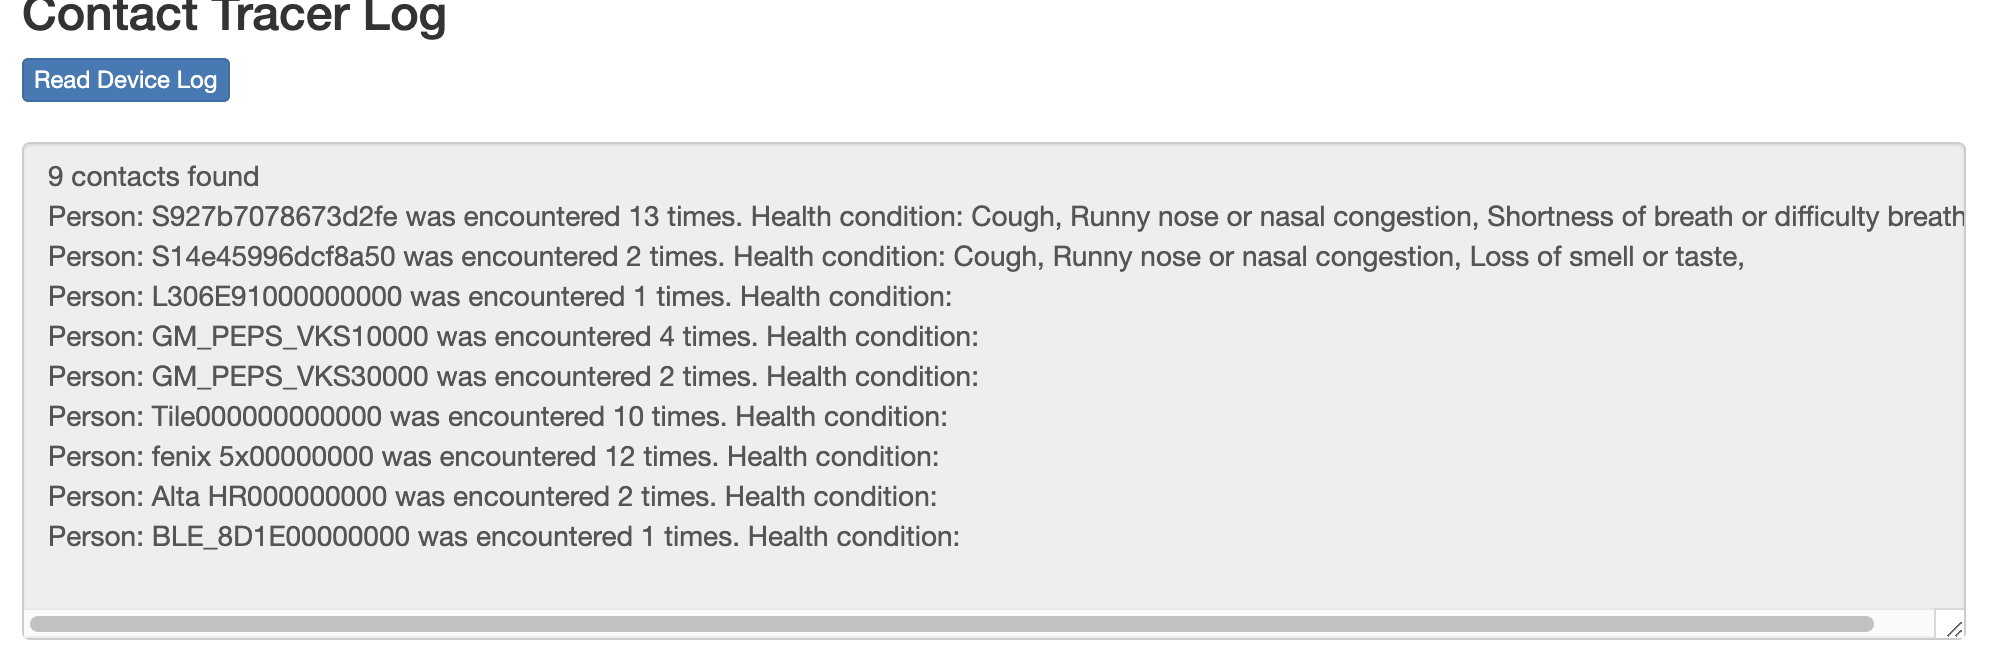 Contact Tracer Log
Read Device Log
9 contacts found
Person: S927b7078673d2fe was encountered 13 times. Health condition: Cough, Runny nose or nasal congestion, Shortness of breath or difficulty breath
Person: S14e45996dcf8a50 was encountered 2 times. Health condition: Cough, Runny nose or nasal congestion, Loss of smell or taste,
Person: L306E91000000000 was encountered 1 times. Health condition:
Person: GM_PEPS_VKS10000 was encountered 4 times. Health condition:
Person: GM_PEPS_VKS30000 was encountered 2 times. Health condition:
Person: Tile000000000000 was encountered 10 times. Health condition:
Person: fenix 5x00000000 was encountered 12 times. Health condition:
Person: Alta HR000000000 was encountered 2 times. Health condition:
Person: BLE_8D1E00000000 was encountered 1 times. Health condition: